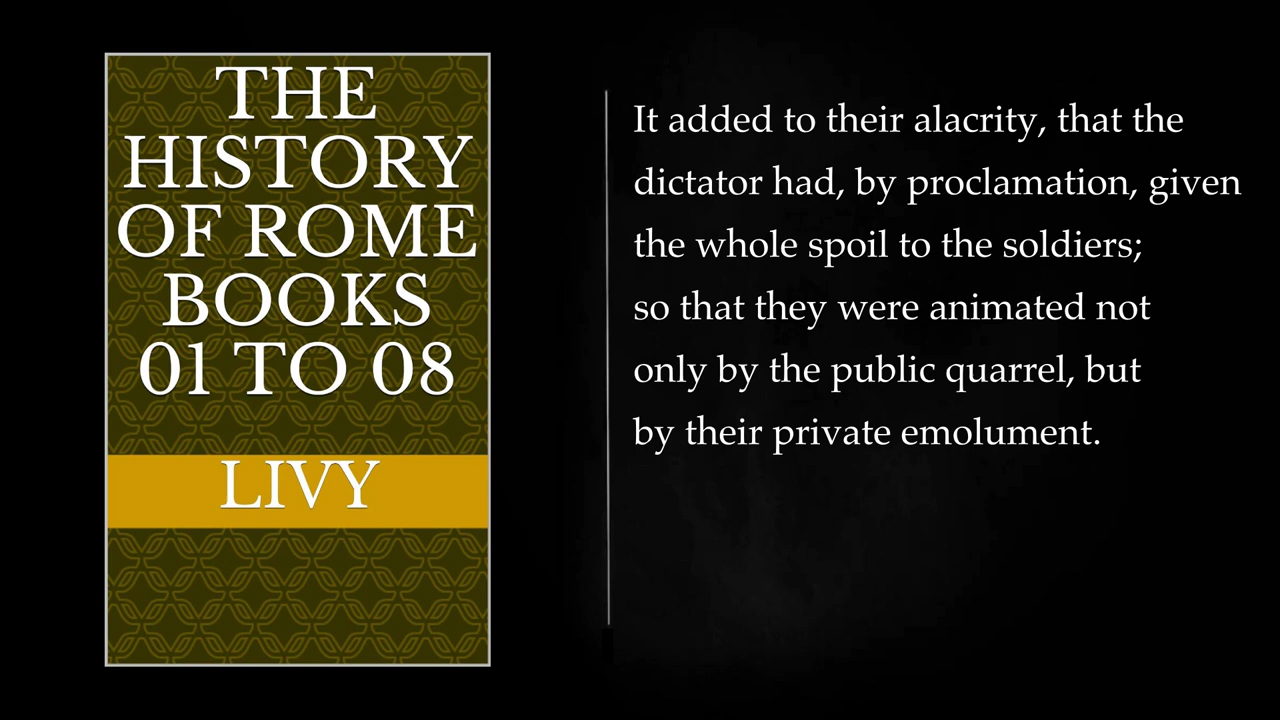 THE
HISTORY
OF ROME
BOOKS
01 TO 08
LIVY
It added to their alacrity, that the
dictator had, by proclamation, given
the whole spoil to the soldiers;
so that they were animated not
only by the public quarrel, but
by their private emolument.